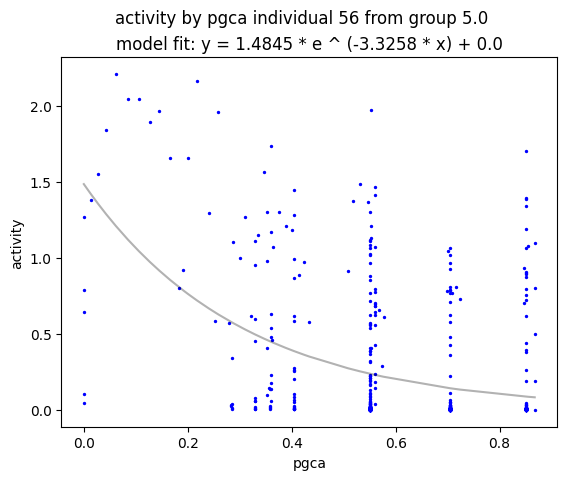 activity by pgca individual 56 from group 5.0
model fit: y = 1.4845 * e ^ (-3.3258 * x) + 0.0
2.0
1.5
1.0
0.5
0.0
activity
0.0 0.2 0.4 0.6 0.8
pgca